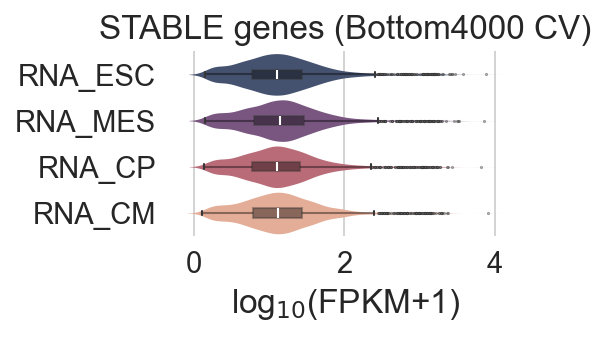 STABLE genes (Bottom4000 CV)
RNA_ESC
RNA_MES
RNA_CP
RNA_CM
0 2 4
log₁₀(FPKM+1)